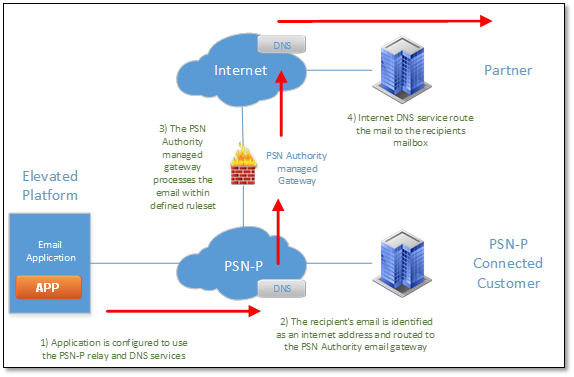 DNS
Internet
Partner
3) The PSN
Authority
managed
gateway
processes the
email within
defined ruleset
PSN Authority
managed
Gateway
4) Internet DNS service route
the mail to the recipients
mailbox
Elevated
Platform
Email
Application
APP
PSN-P
DNS
PSN-P
Connected
Customer
1) Application is configured to use
the PSN-P relay and DNS services
2) The recipient's email is identified
as an internet address and routed to
the PSN Authority email gateway